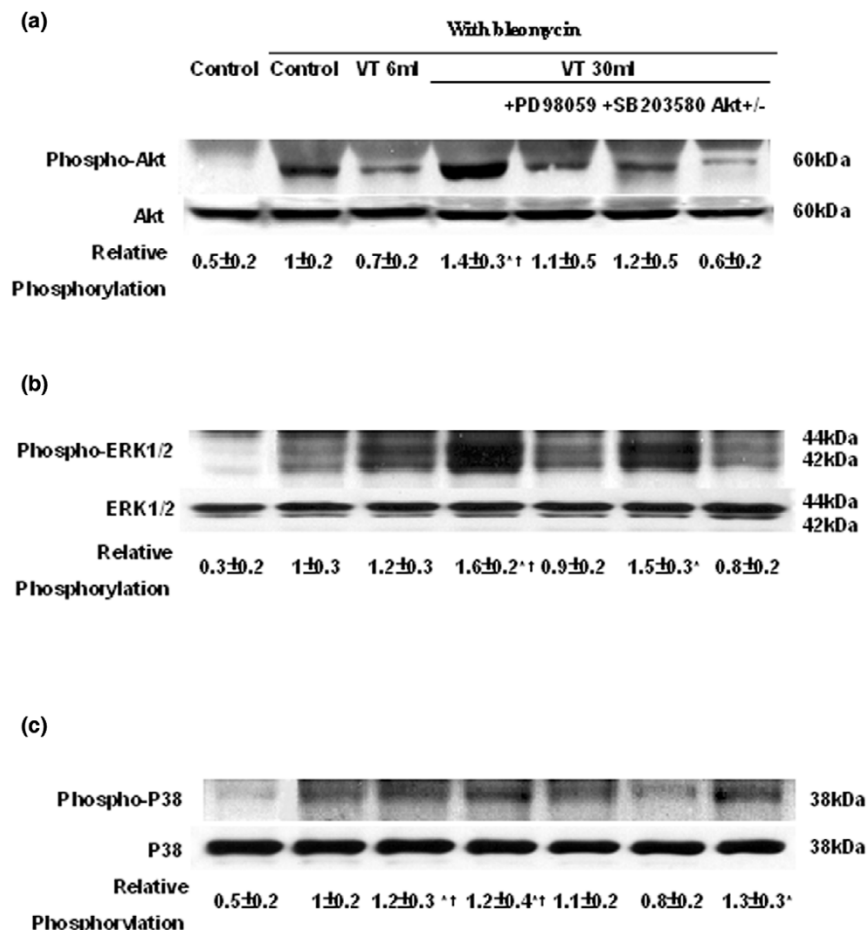 (a)
With bleomycin
Control Control VT 6ml VT 30ml
+PD98059 +SB203580 Akt+/-
Phospho-Akt 60kDa
Akt 60kDa
Relative
0.5±0.2 1±0.2 0.7±0.2 1.4±0.3*† 1.1±0.5 1.2±0.5 0.6±0.2
Phosphorylation
(b)
44kDa
Phospho-ERK1/2
42kDa
ERK1/2 44kDa
42kDa
Relative
0.3±0.2 1±0.3 1.2±0.3 1.6±0.2*† 0.9±0.2 1.5±0.3* 0.8±0.2
Phosphorylation
(c)
Phospho-P38 38kDa
P38 38kDa
Relative
0.5±0.2 1±0.2 1.2±0.3 *† 1.2±0.4*† 1.1±0.2 0.8±0.2 1.3±0.3*
Phosphorylation